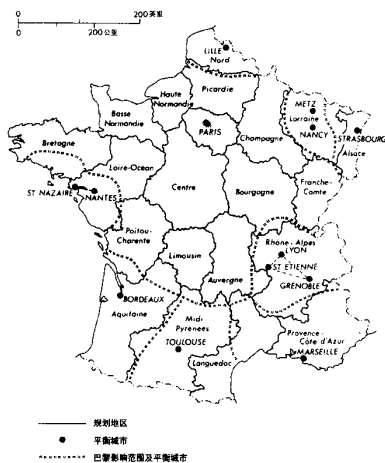 0 200 英里
0 200 公里
LILLE
Nord
Picardie
Haute
Normandie
Basse
Normandie
PARIS
Champagne
METZ
Lorraine
NANCY
STRASBOURG
Alsace
Bretagne
Loire-Océan
ST NAZAIRE
NANTES
Centre
Bourgogne
Franche-
Comte
Poitou-
Charente
Limousin
Auvergne
Rhône-Alpes
LYON
ST ETIENNE
GRENOBLE
BORDEAUX
Aquitaine
Midi
Pyrenees
TOULOUSE
Languedoc
Provence-
Côte d'Azur
MARSEILLE
规划地区
平衡城市
巴黎影响范围及平衡城市